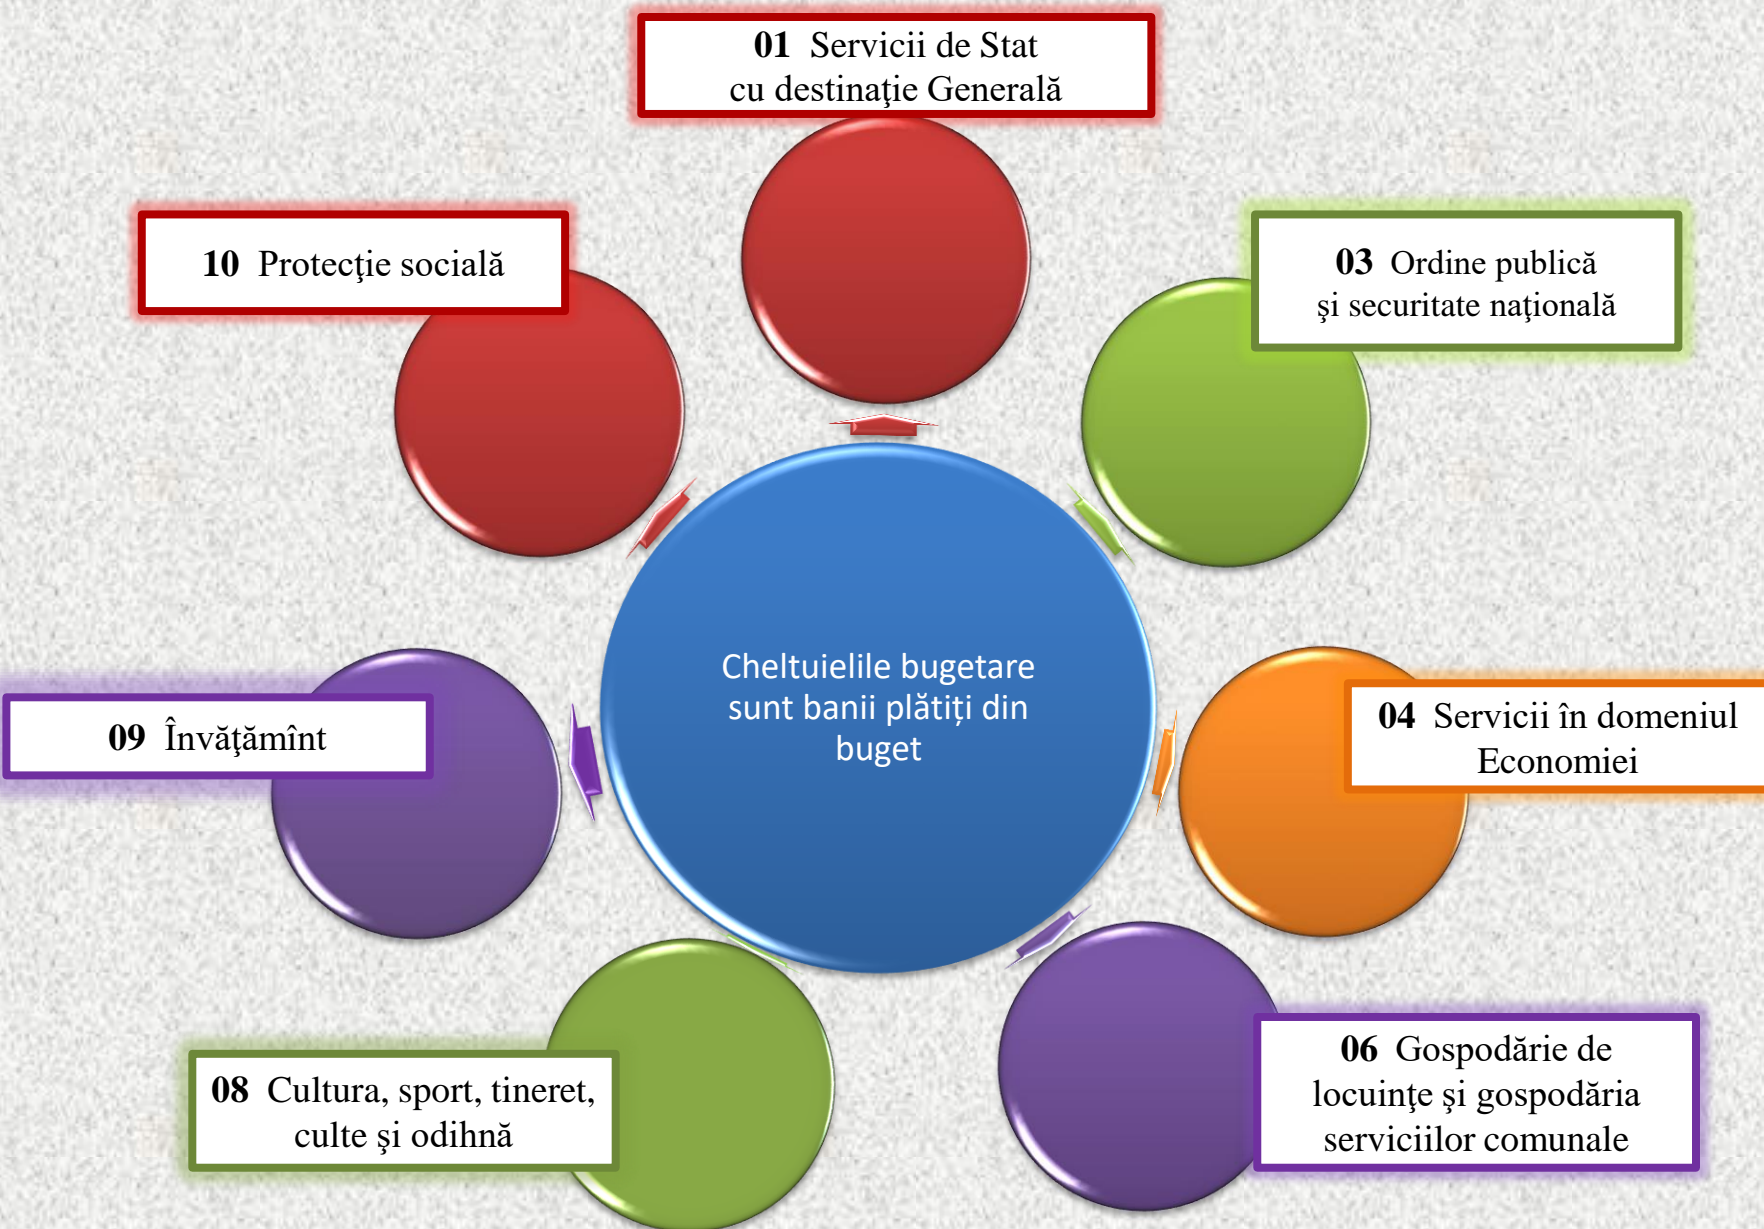 01 Servicii de Stat
cu destinaţie Generală
10 Protecţie socială
03 Ordine publică
şi securitate naţională
Cheltuielile bugetare
sunt banii plătiți din
buget
09 Învăţămînt
04 Servicii în domeniul
Economiei
08 Cultura, sport, tineret,
culte şi odihnă
06 Gospodărie de
locuinţe şi gospodăria
serviciilor comunale